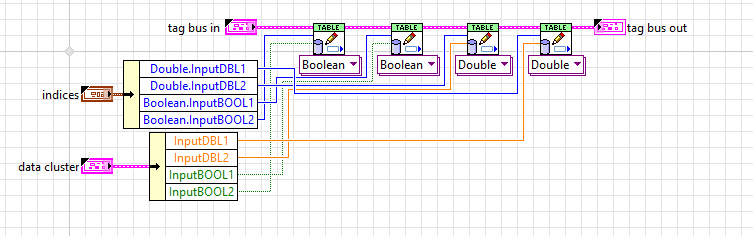 tag bus in
TABLE
TABLE
TABLE
TABLE
tag bus out
Boolean
Boolean
Double
Double
indices
Double.InputDBL1
Double.InputDBL2
Boolean.InputBOOL1
Boolean.InputBOOL2
data cluster
InputDBL1
InputDBL2
InputBOOL1
InputBOOL2